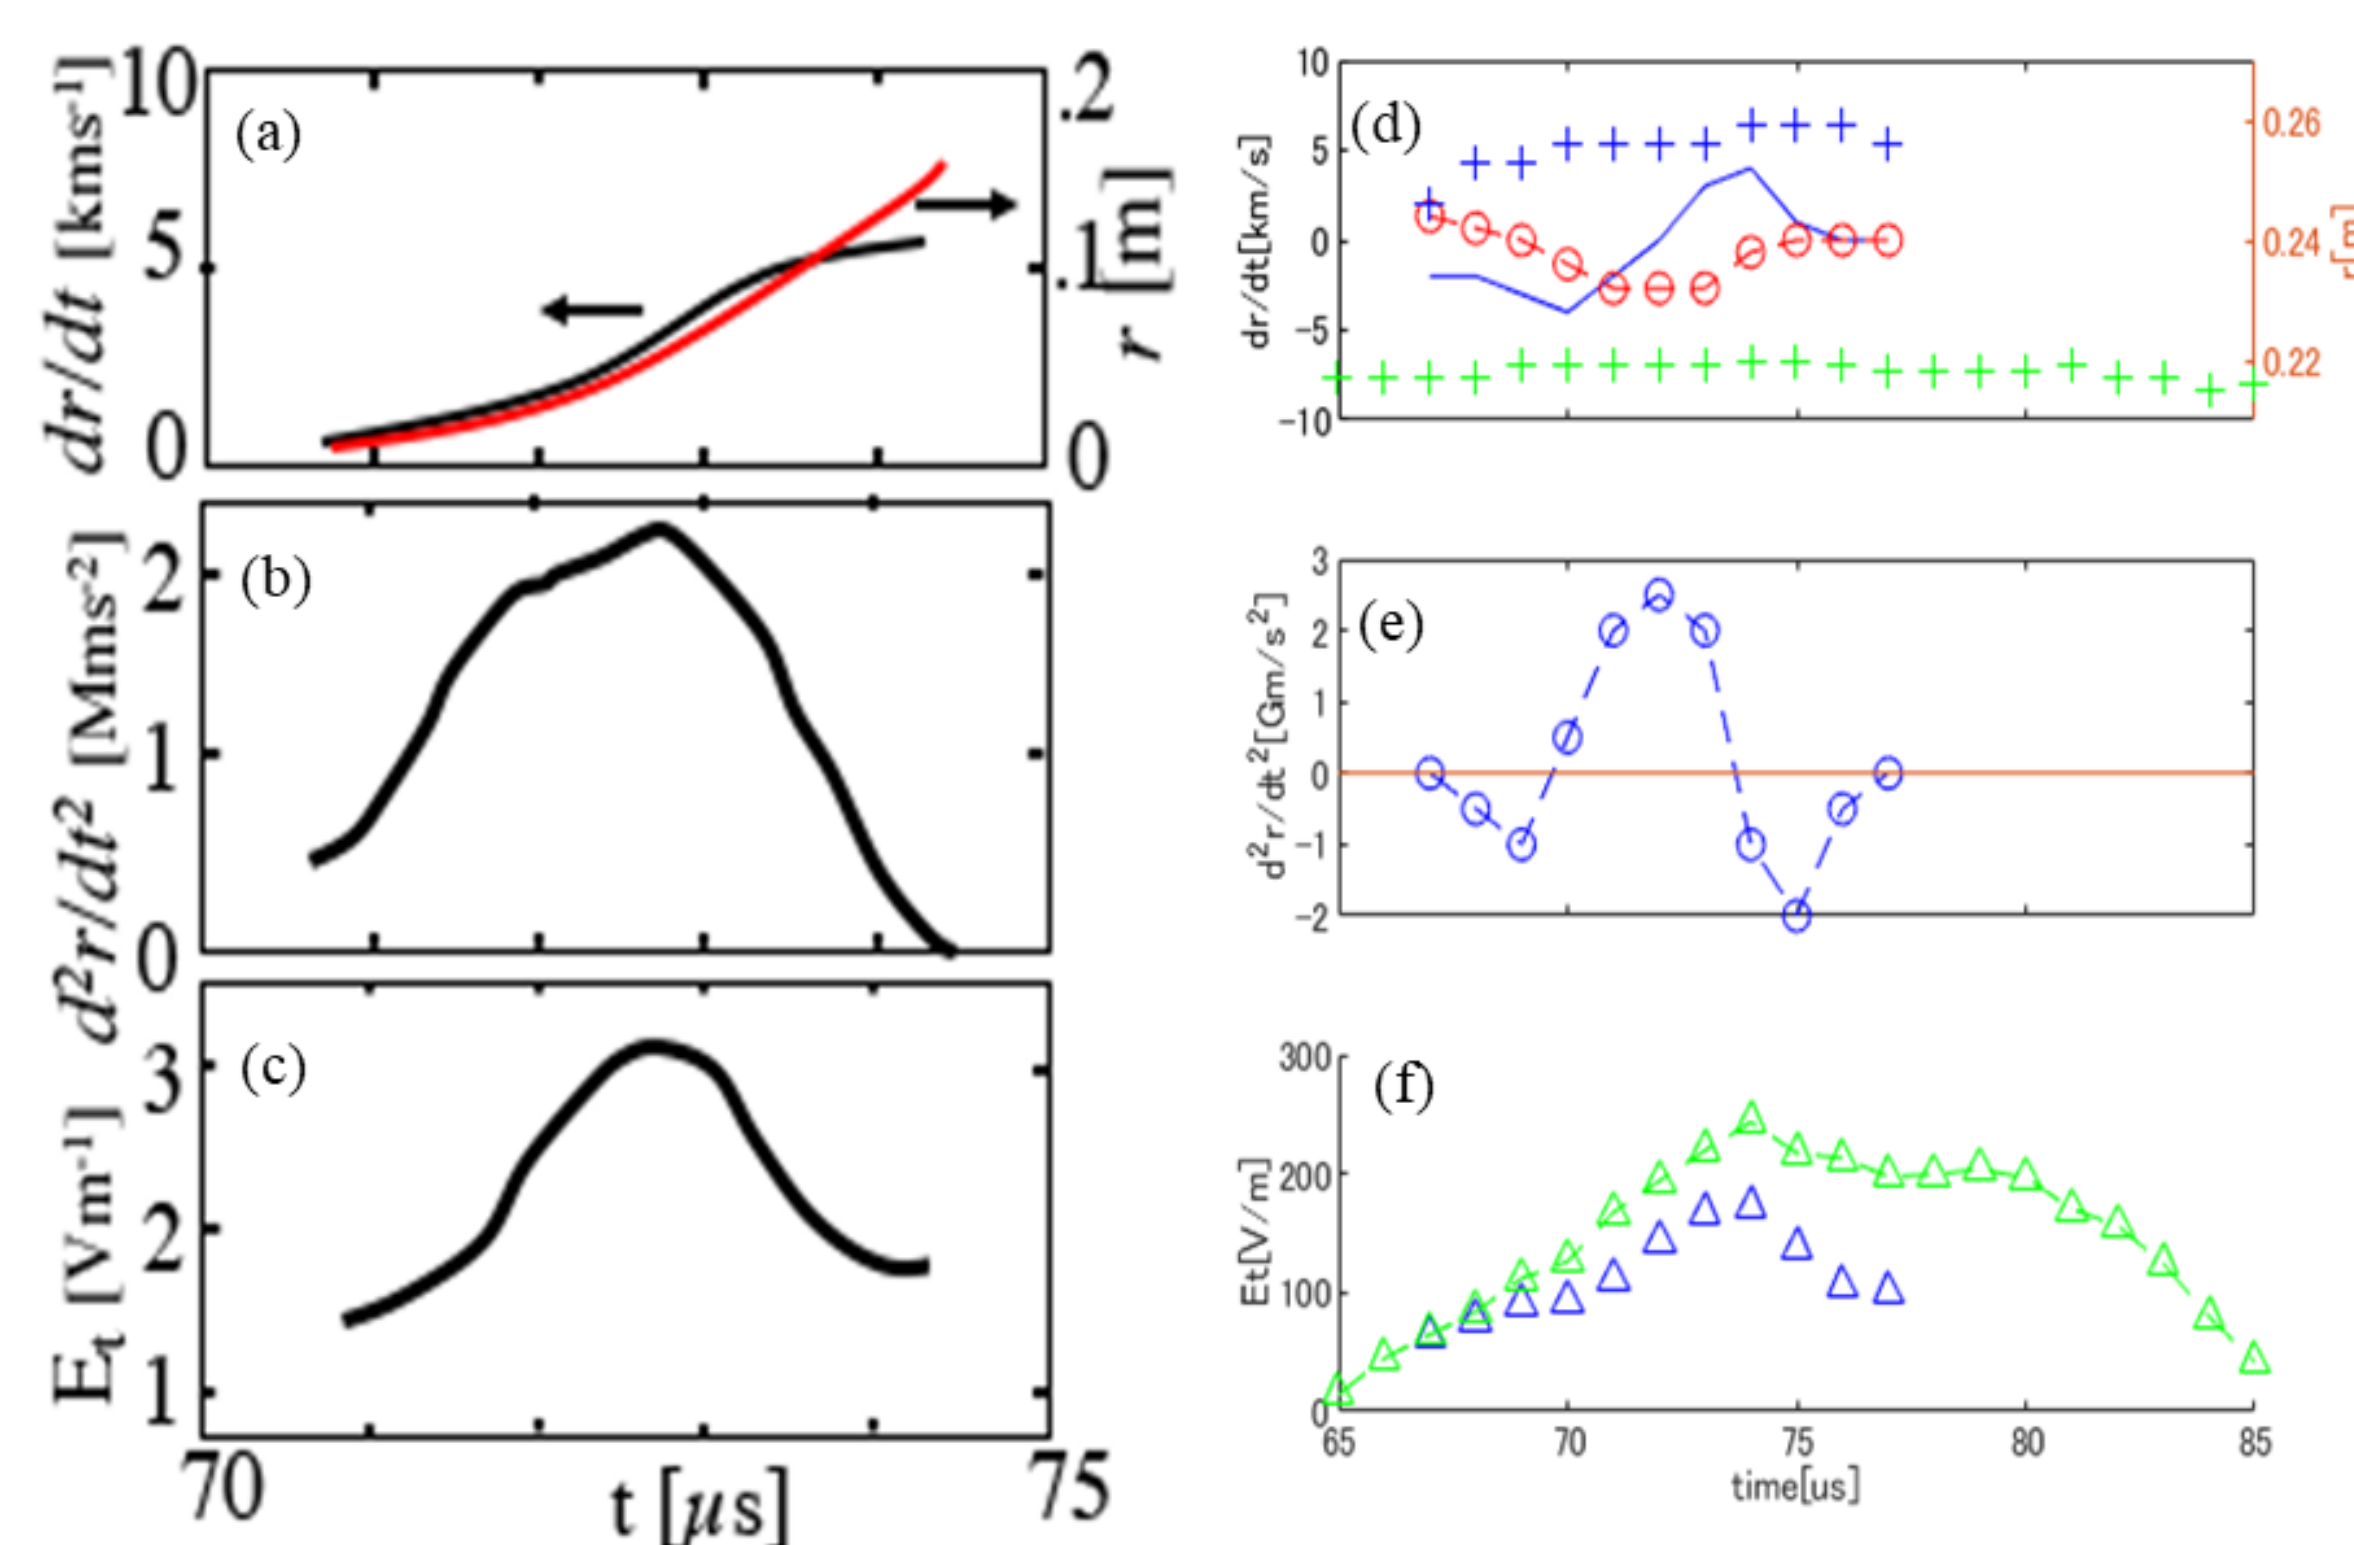 (a)
10
5
0
dr/dt [kms⁻¹]
.2
.1
0
r [m]
(b)
2
1
0
d²r/dt² [Mms⁻²]
(c)
3
2
1
Eₜ [Vm⁻¹]
70
75
t [μs]
(d)
10
5
0
−5
−10
dr/dt[km/s]
0.26
0.24
0.22
r[m]
(e)
3
2
1
0
−1
−2
d²r/dt²[Gm/s²]
(f)
300
200
100
0
Et[V/m]
65 70 75 80 85
time[us]